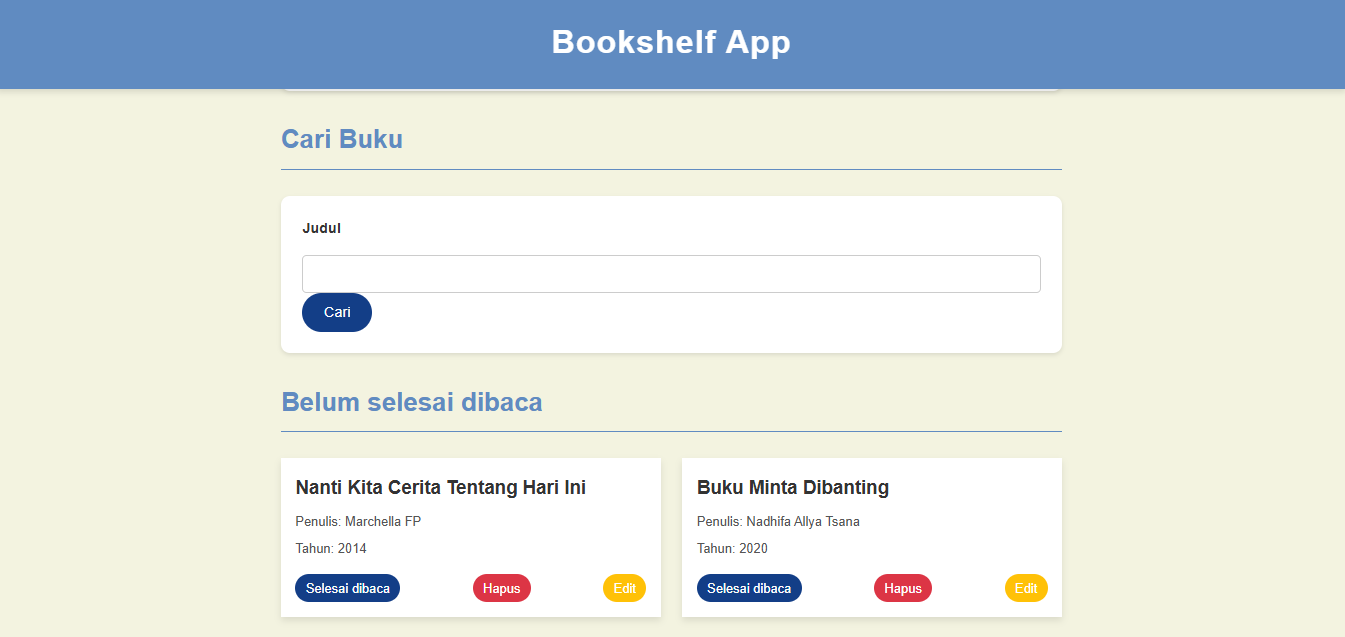 Bookshelf App
Cari Buku
Judul
Cari
Belum selesai dibaca
Nanti Kita Cerita Tentang Hari Ini
Penulis: Marchella FP
Tahun: 2014
Selesai dibaca Hapus Edit
Buku Minta Dibanting
Penulis: Nadhifa Allya Tsana
Tahun: 2020
Selesai dibaca Hapus Edit